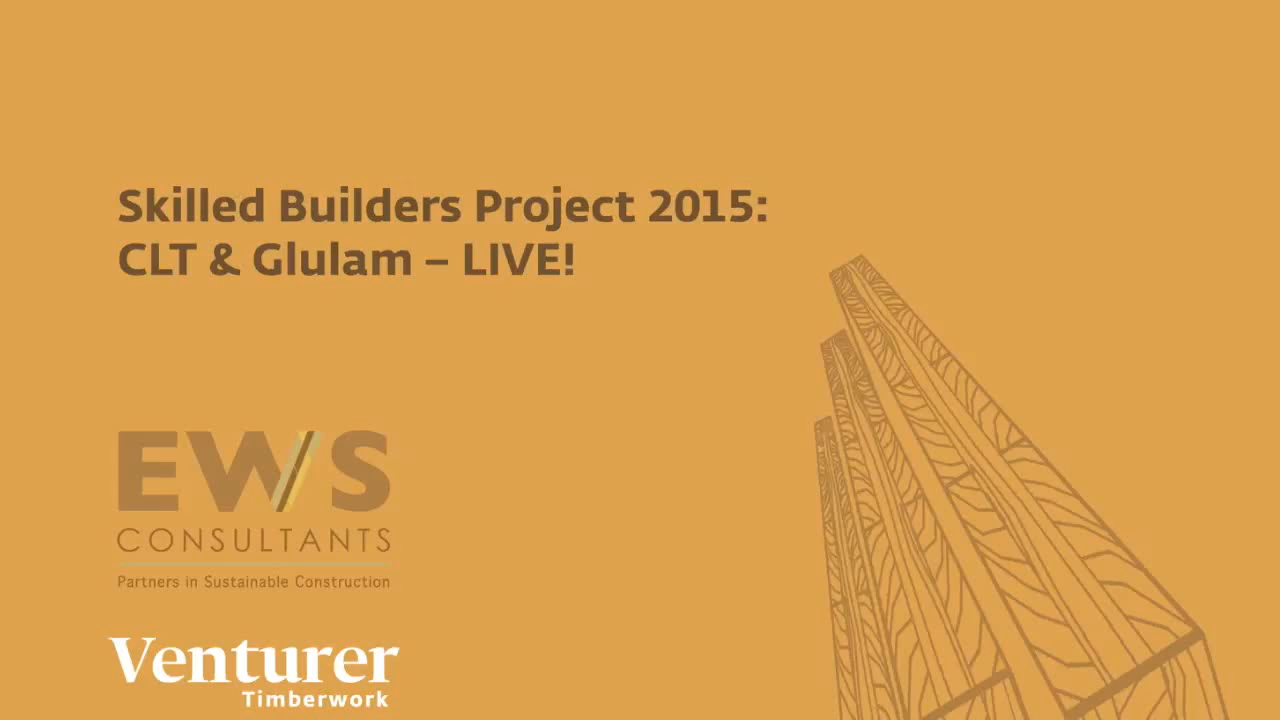 Skilled Builders Project 2015:
CLT & Glulam – LIVE!
EWS
CONSULTANTS
Partners in Sustainable Construction
Venturer
Timberwork